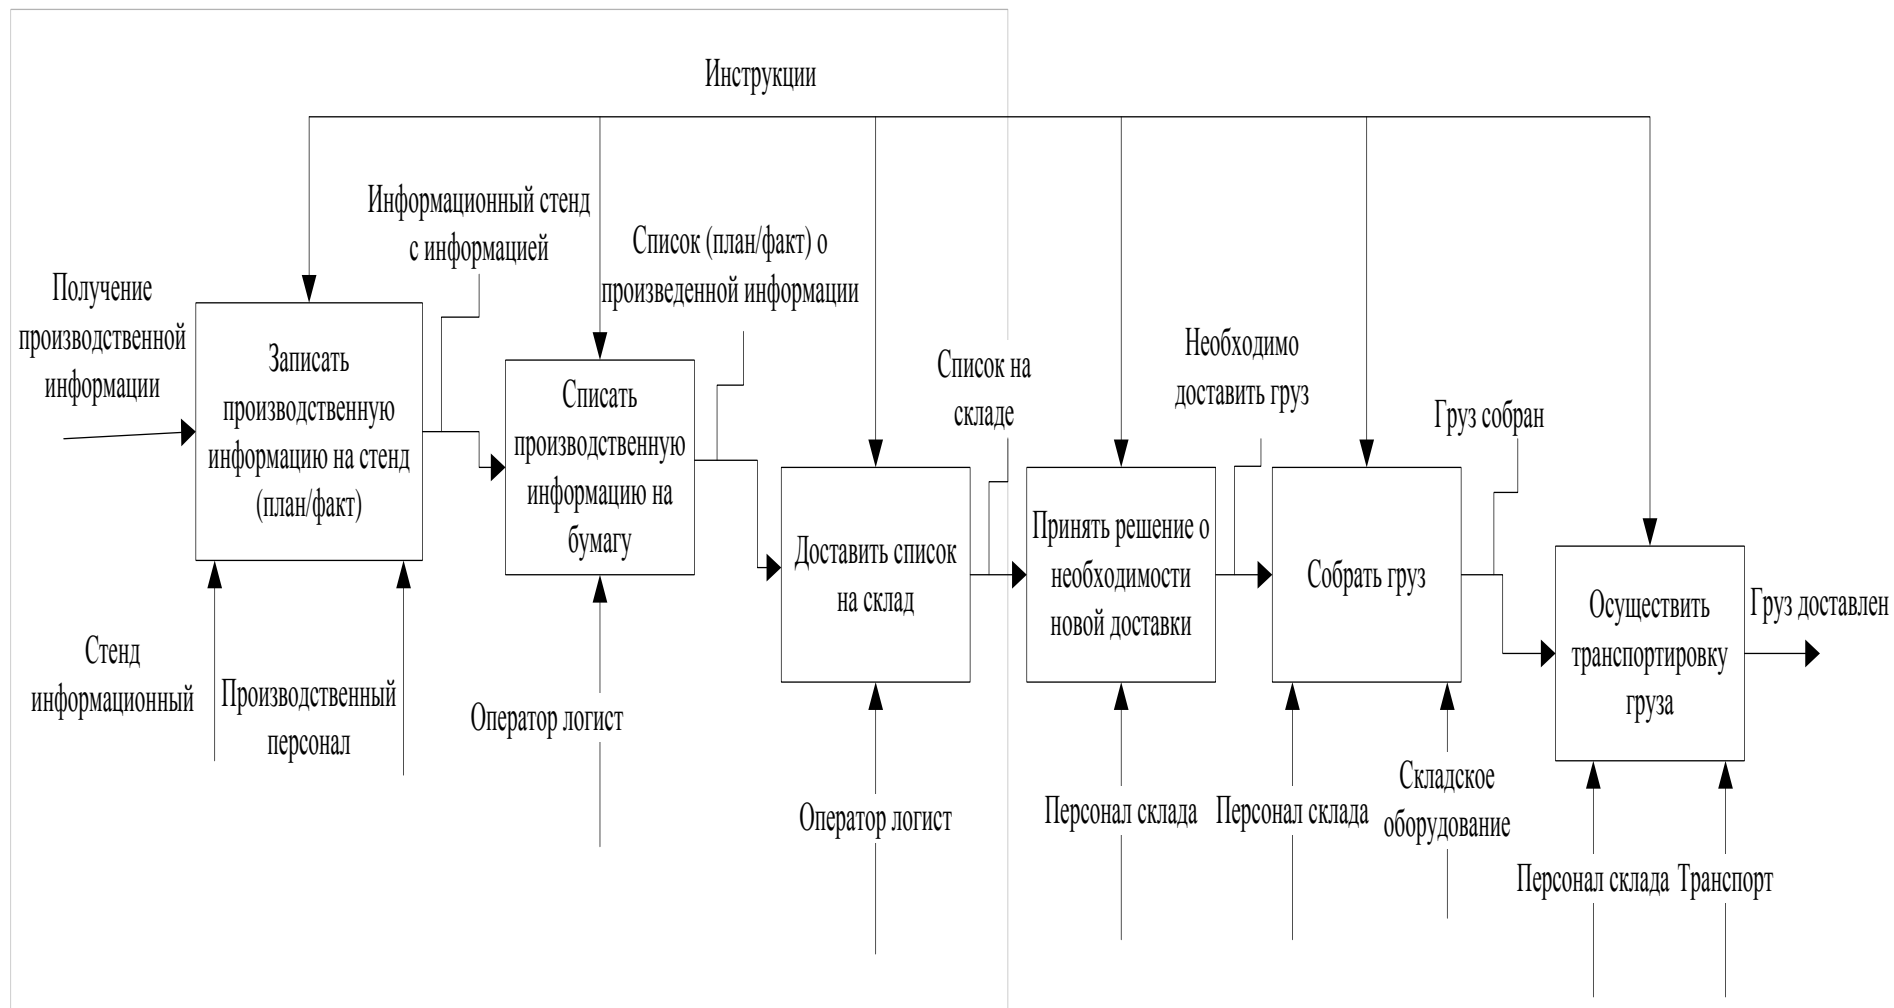 Инструкции
Информационный стенд
с информацией
Список (план/факт) о
произведенной информации
Получение
производственной
информации
Записать
производственную
информацию на стенд
(план/факт)
Списать
производственную
информацию на
бумагу
Список на
складе
Доставить список
на склад
Необходимо
доставить груз
Принять решение о
необходимости
новой доставки
Груз собран
Собрать груз
Осуществить
транспортировку
груза
Груз доставлен
Стенд
информационный
Производственный
персонал
Оператор логист
Оператор логист
Персонал склада
Персонал склада
Складское
оборудование
Персонал склада
Транспорт